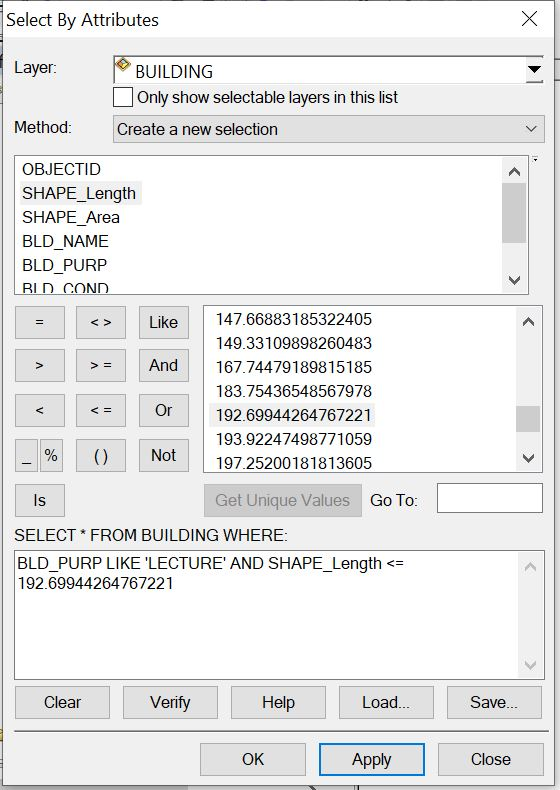 Select By Attributes
Layer:
BUILDING
Only show selectable layers in this list
Method:
Create a new selection
OBJECTID
SHAPE_Length
SHAPE_Area
BLD_NAME
BLD_PURP
BLD_COND
= < > Like
> > = And
< < = Or
_ % ( ) Not
Is
147.66883185322405
149.33109898260483
167.74479189815185
183.75436548567978
192.69944264767221
193.92247498771059
197.25200181813605
Get Unique Values Go To:
SELECT * FROM BUILDING WHERE:
BLD_PURP LIKE 'LECTURE' AND SHAPE_Length <=
192.69944264767221
Clear Verify Help Load... Save...
OK Apply Close